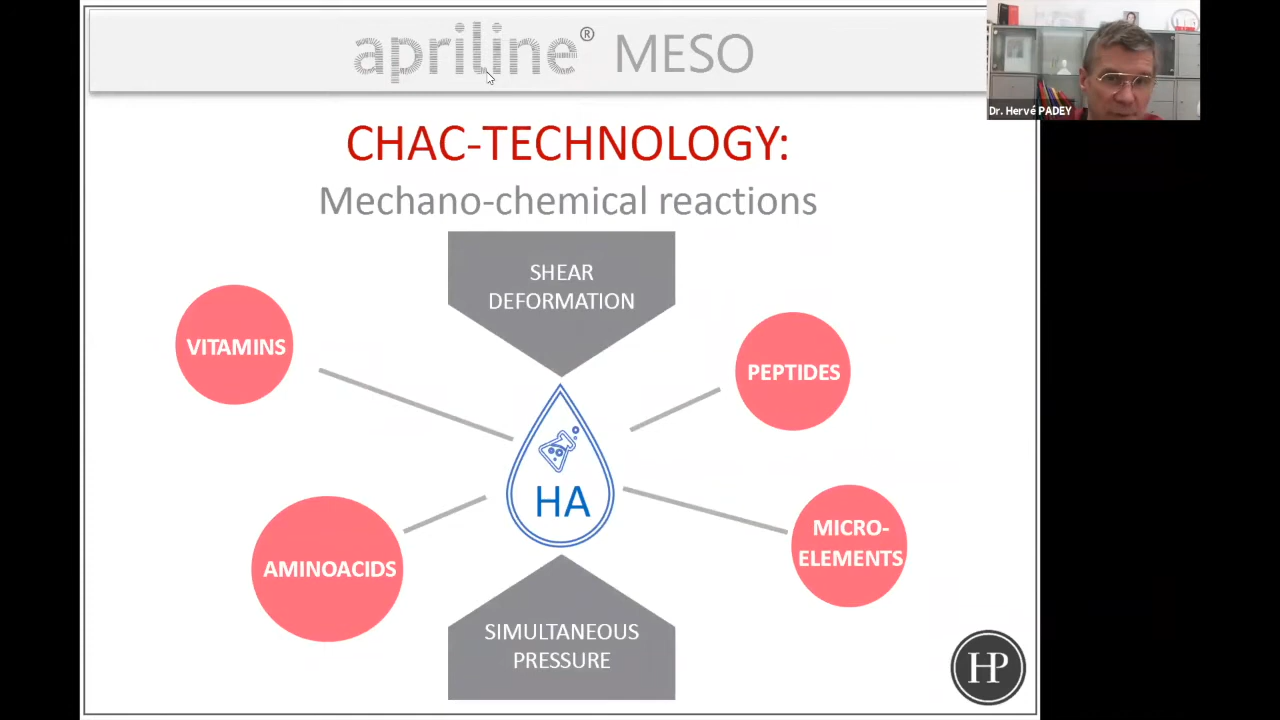 apriline® MESO
Dr. Hervé PADEY
CHAC-TECHNOLOGY:
Mechano-chemical reactions
SHEAR
DEFORMATION
VITAMINS
PEPTIDES
HA
MICRO-
ELEMENTS
AMINOACIDS
SIMULTANEOUS
PRESSURE
HP